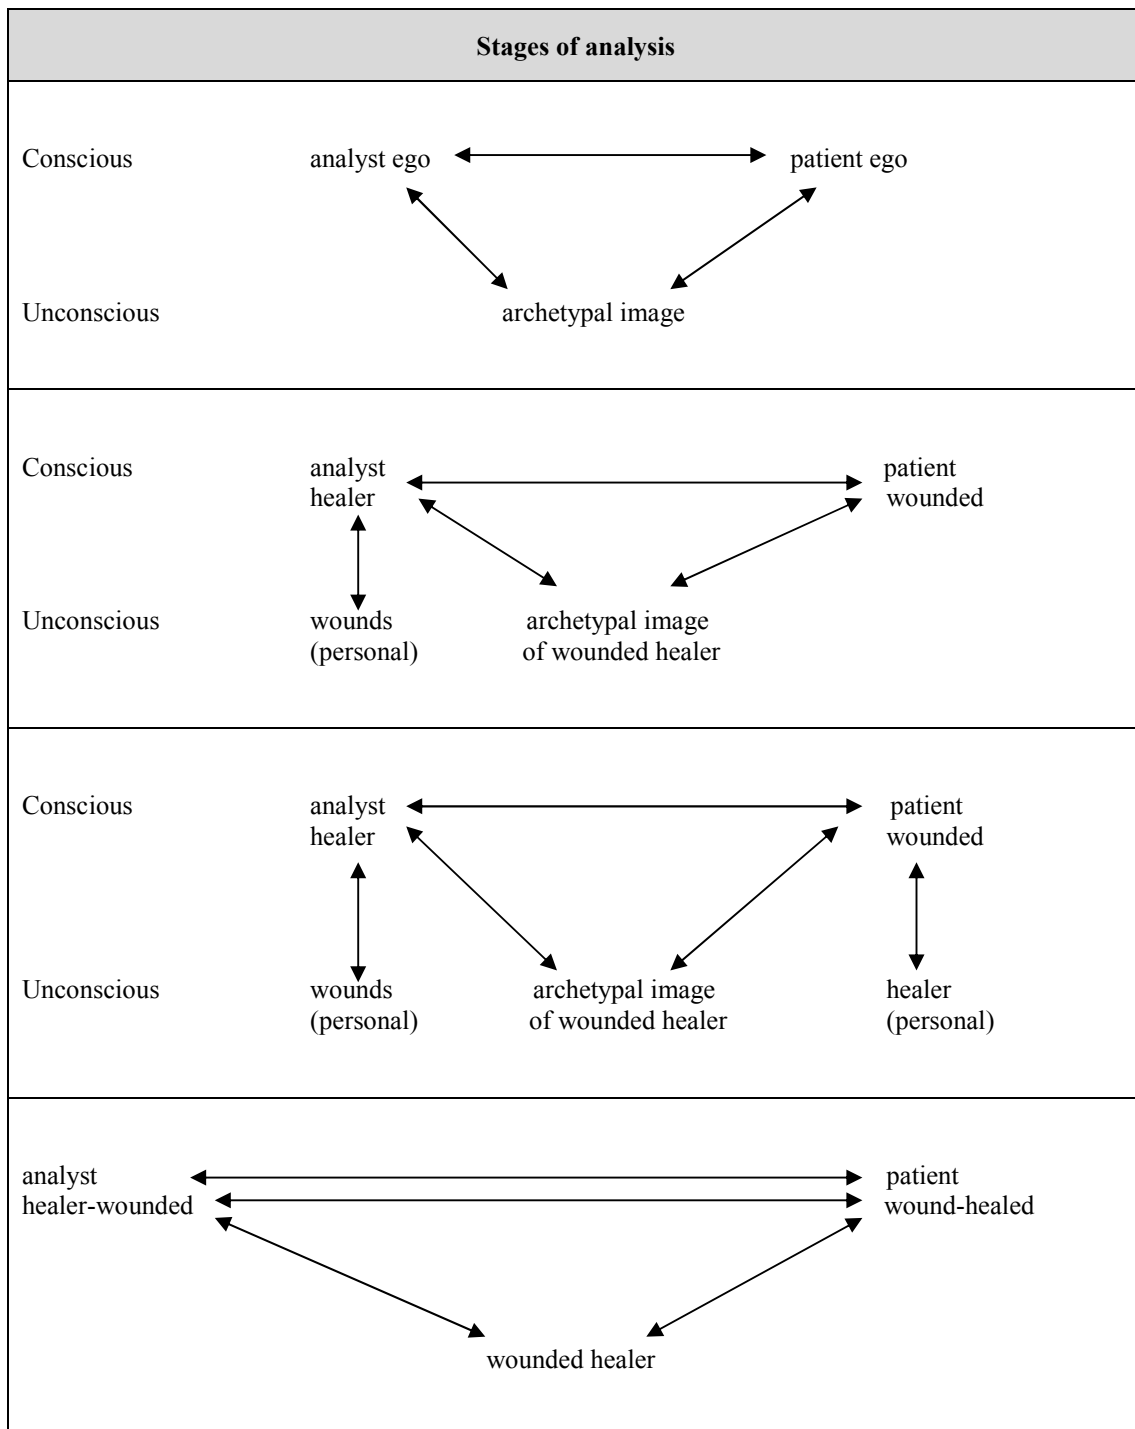 Stages of analysis
Conscious analyst ego patient ego
Unconscious archetypal image
Conscious analyst patient
healer wounded
Unconscious wounds archetypal image
(personal) of wounded healer
Conscious analyst patient
healer wounded
Unconscious wounds archetypal image healer
(personal) of wounded healer (personal)
analyst patient
healer-wounded wound-healed
wounded healer